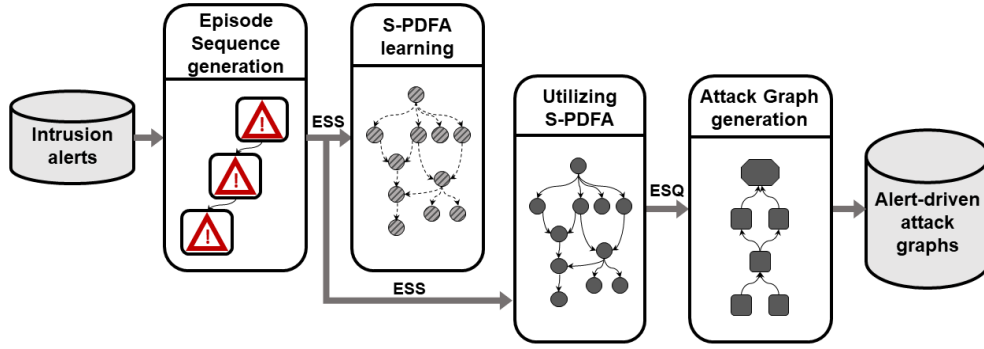 Episode
Sequence
generation
S-PDFA
learning
Intrusion
alerts
!
!
!
ESS
Utilizing
S-PDFA
Attack Graph
generation
ESQ
ESS
Alert-driven
attack
graphs